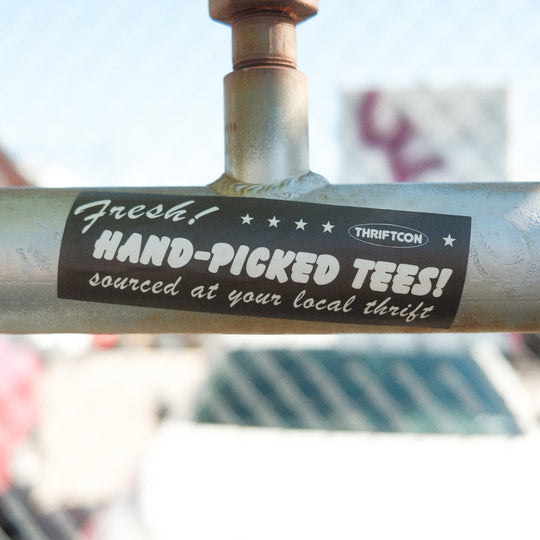 Fresh! ★ ★ ★ ★ THRIFTCON ★
HAND-PICKED TEES!
sourced at your local thrift